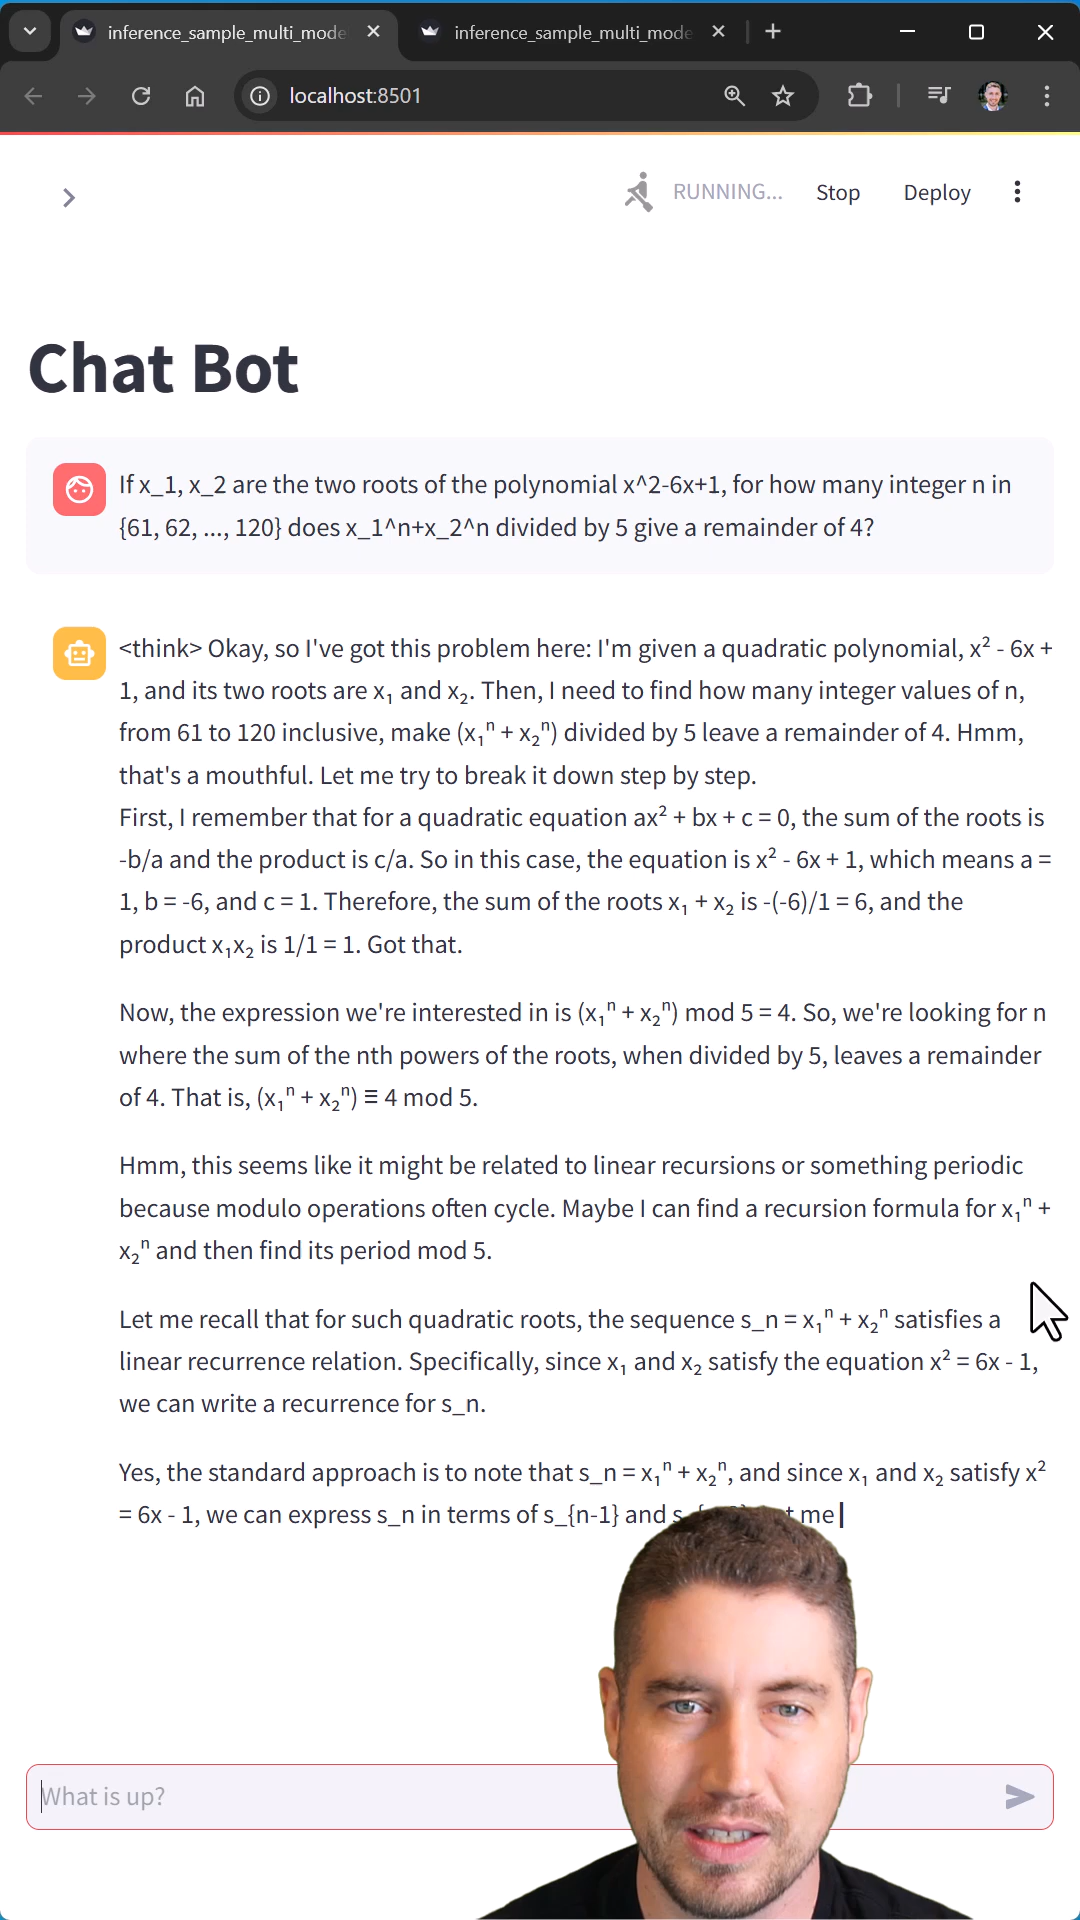 inference_sample_multi_mode
inference_sample_multi_mode
localhost:8501
RUNNING...
Stop
Deploy
Chat Bot
If x_1, x_2 are the two roots of the polynomial x^2-6x+1, for how many integer n in
{61, 62, ..., 120} does x_1^n+x_2^n divided by 5 give a remainder of 4?
<think> Okay, so I've got this problem here: I'm given a quadratic polynomial, x² - 6x +
1, and its two roots are x₁ and x₂. Then, I need to find how many integer values of n,
from 61 to 120 inclusive, make (x₁ⁿ + x₂ⁿ) divided by 5 leave a remainder of 4. Hmm,
that's a mouthful. Let me try to break it down step by step.
First, I remember that for a quadratic equation ax² + bx + c = 0, the sum of the roots is
-b/a and the product is c/a. So in this case, the equation is x² - 6x + 1, which means a =
1, b = -6, and c = 1. Therefore, the sum of the roots x₁ + x₂ is -(-6)/1 = 6, and the
product x₁x₂ is 1/1 = 1. Got that.
Now, the expression we're interested in is (x₁ⁿ + x₂ⁿ) mod 5 = 4. So, we're looking for n
where the sum of the nth powers of the roots, when divided by 5, leaves a remainder
of 4. That is, (x₁ⁿ + x₂ⁿ) ≡ 4 mod 5.
Hmm, this seems like it might be related to linear recursions or something periodic
because modulo operations often cycle. Maybe I can find a recursion formula for x₁ⁿ +
x₂ⁿ and then find its period mod 5.
Let me recall that for such quadratic roots, the sequence s_n = x₁ⁿ + x₂ⁿ satisfies a
linear recurrence relation. Specifically, since x₁ and x₂ satisfy the equation x² = 6x - 1,
we can write a recurrence for s_n.
Yes, the standard approach is to note that s_n = x₁ⁿ + x₂ⁿ, and since x₁ and x₂ satisfy x²
= 6x - 1, we can express s_n in terms of s_{n-1} and me
What is up?